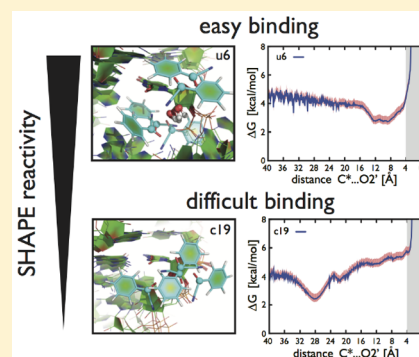 easy binding
SHAPE reactivity
u6
u6
8
6
4
2
0
ΔG [kcal/mol]
40 36 32 28 24 20 16 12 8 4
distance C*...O2' [Å]
difficult binding
c19
c19
8
6
4
2
0
ΔG [kcal/mol]
40 36 32 28 24 20 16 12 8 4
distance C*...O2' [Å]